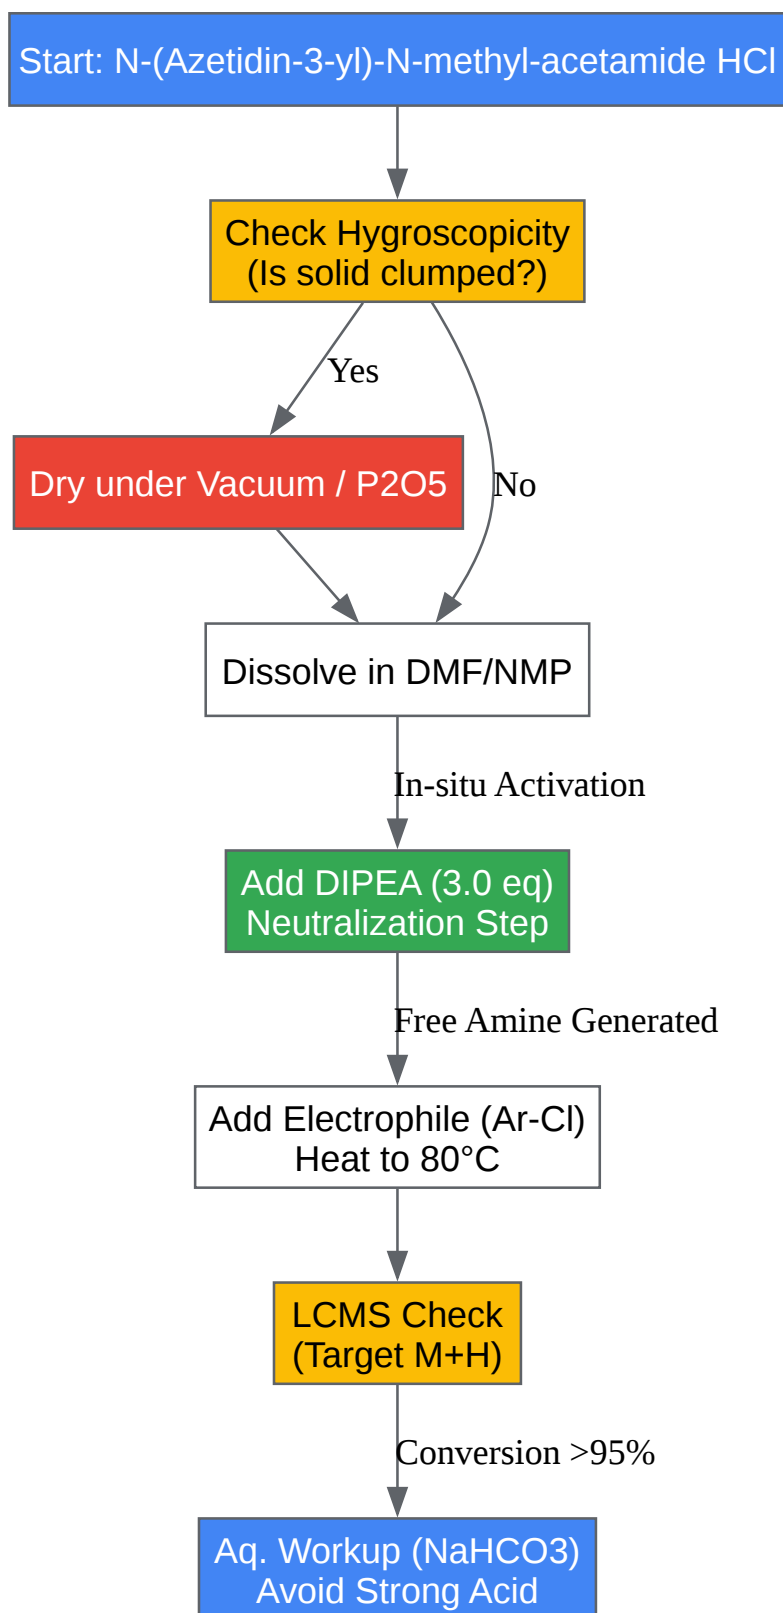 Start: N-(Azetidin-3-yl)-N-methyl-acetamide HCl
Check Hygroscopicity
(Is solid clumped?)
Yes
Dry under Vacuum / P2O5
No
Dissolve in DMF/NMP
In-situ Activation
Add DIPEA (3.0 eq)
Neutralization Step
Free Amine Generated
Add Electrophile (Ar-Cl)
Heat to 80°C
LCMS Check
(Target M+H)
Conversion >95%
Aq. Workup (NaHCO3)
Avoid Strong Acid